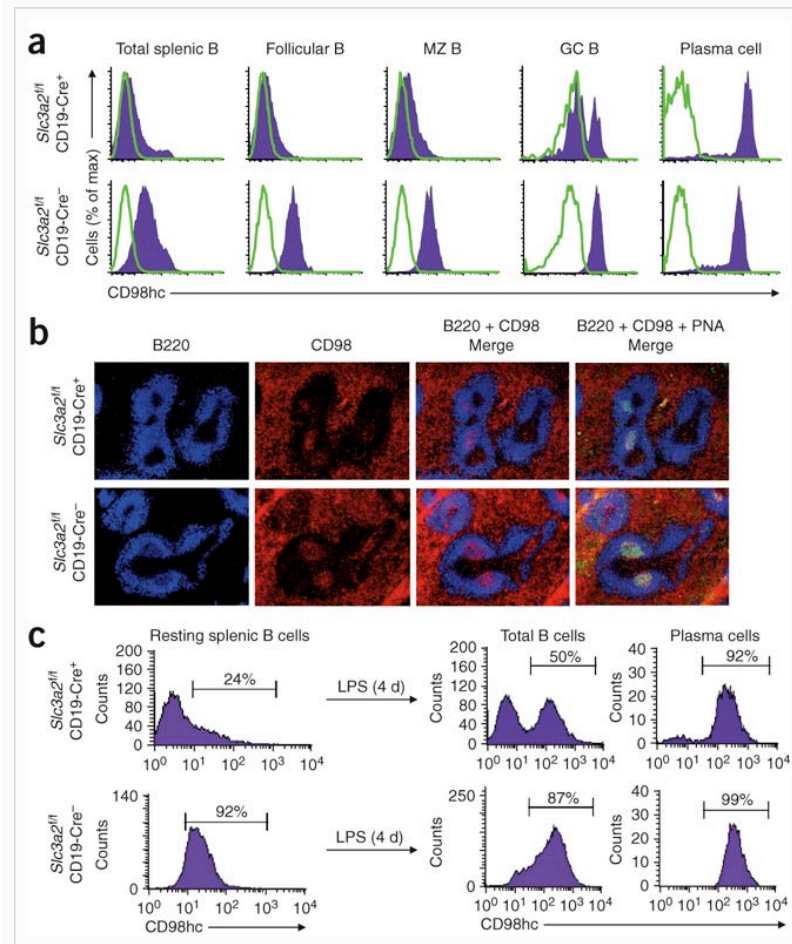 a
Total splenic B
Follicular B
MZ B
GC B
Plasma cell
Slc3a2f/f
CD19-Cre+
Slc3a2f/f
CD19-Cre−
Cells (% of max)
CD98hc
b
B220
CD98
B220 + CD98
Merge
B220 + CD98 + PNA
Merge
Slc3a2f/f
CD19-Cre+
Slc3a2f/f
CD19-Cre−
c
Resting splenic B cells
Total B cells
Plasma cells
Slc3a2f/f
CD19-Cre+
Counts
200
160
120
80
40
0
24%
10⁰ 10¹ 10² 10³ 10⁴
LPS (4 d)
Counts
200
160
120
80
40
0
50%
10⁰ 10¹ 10² 10³ 10⁴
Counts
40
30
20
10
0
92%
10⁰ 10¹ 10² 10³ 10⁴
Slc3a2f/f
CD19-Cre−
Counts
140
0
92%
10⁰ 10¹ 10² 10³ 10⁴
CD98hc
LPS (4 d)
Counts
250
0
87%
10⁰ 10¹ 10² 10³ 10⁴
Counts
40
30
20
10
0
99%
10⁰ 10¹ 10² 10³ 10⁴
CD98hc